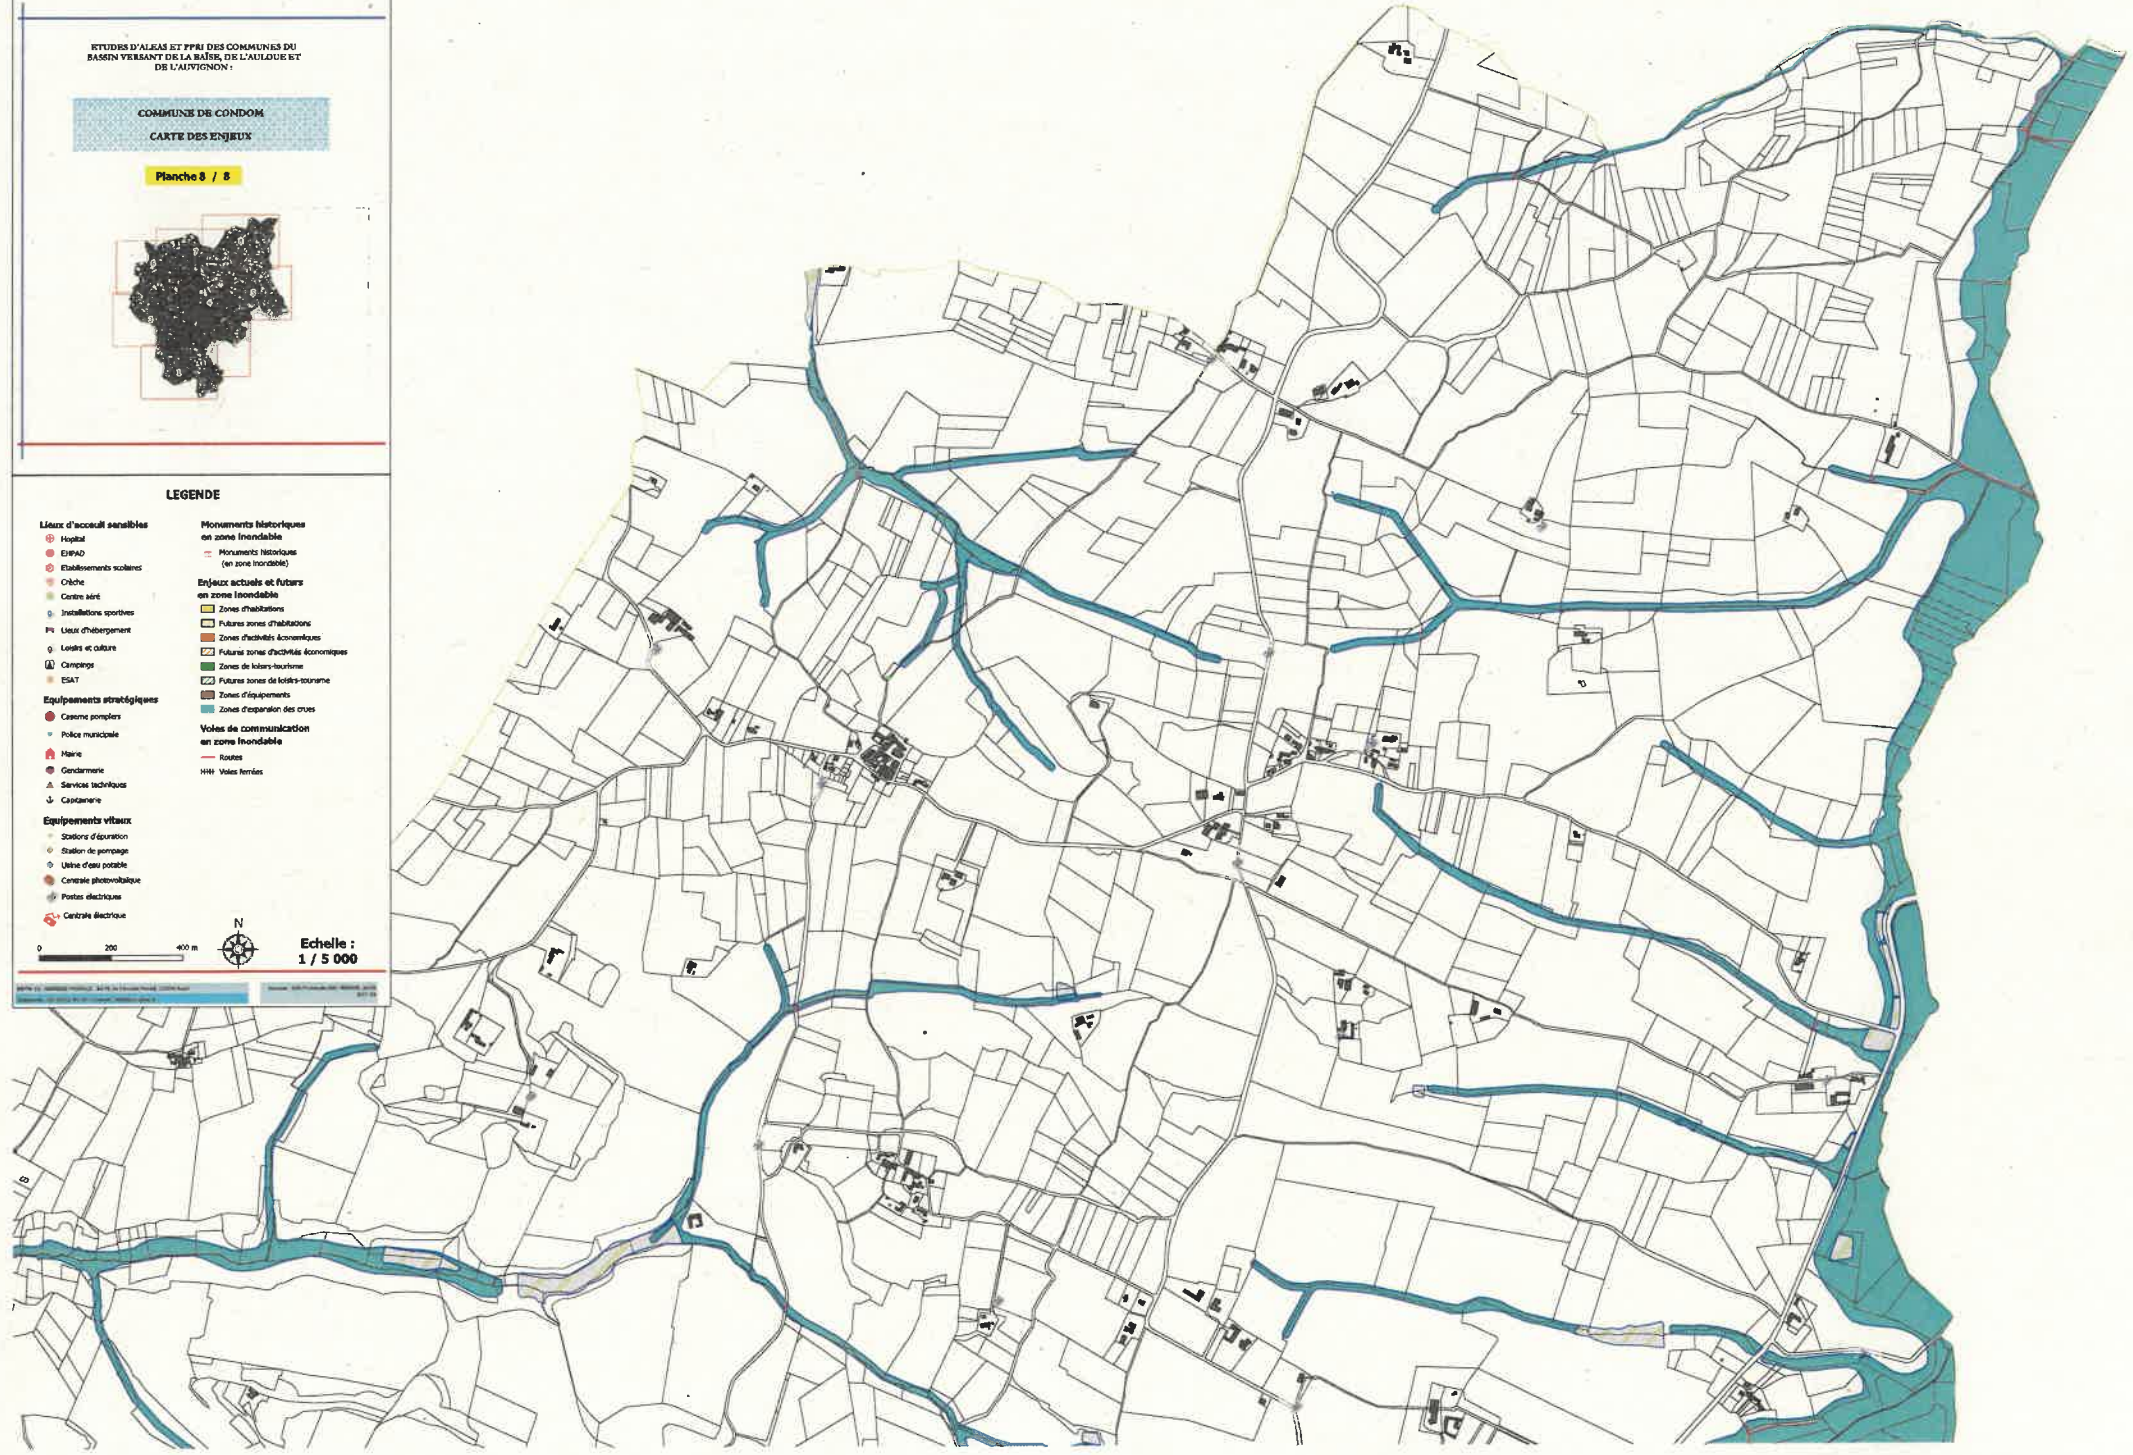 ETUDES D'ALEAS ET PPRI DES COMMUNES DU
BASSIN VERSANT DE LA BAÏSE, DE L'AULOUE ET
DE L'AUVIGNON :
COMMUNE DE CONDOM
CARTE DES ENJEUX
Planche 8 / 8
LEGENDE
Lieux d'acceuil sensibles
Hopital
EHPAD
Etablissements scolaires
Crèche
Centre aéré
Installations sportives
Lieux d'hébergement
Loisirs et culture
Campings
ESAT
Equipements stratégiques
Caserne pompiers
Police municipale
Mairie
Gendarmerie
Services techniques
Capitainerie
Equipements vitaux
Stations d'épuration
Station de pompage
Usine d'eau potable
Centrale photovoltaïque
Postes électriques
Centrale électrique
Monuments historiques
en zone inondable
Monuments historiques
(en zone inondable)
Enjeux actuels et futurs
en zone inondable
Zones d'habitations
Futures zones d'habitations
Zones d'activités économiques
Futures zones d'activités économiques
Zones de loisirs-tourisme
Futures zones de loisirs-tourisme
Zones d'équipements
Zones d'expansion des crues
Voies de communication
en zone inondable
Routes
Voies ferrées
0 200 400 m
N
Echelle :
1 / 5 000